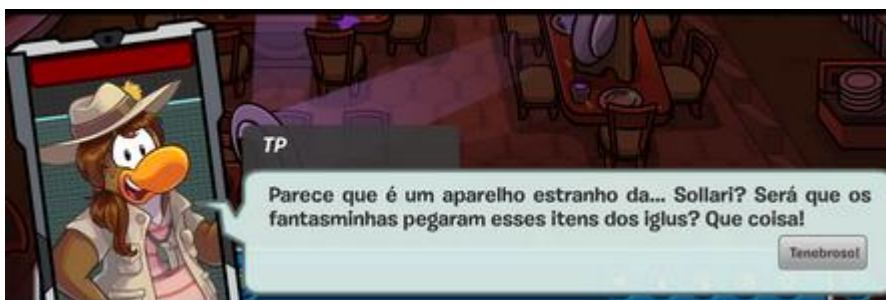 TP
Parece que é um aparelho estranho da... Sollari? Será que os
fantasminhas pegaram esses itens dos iglus? Que coisa!
Tenebroso!